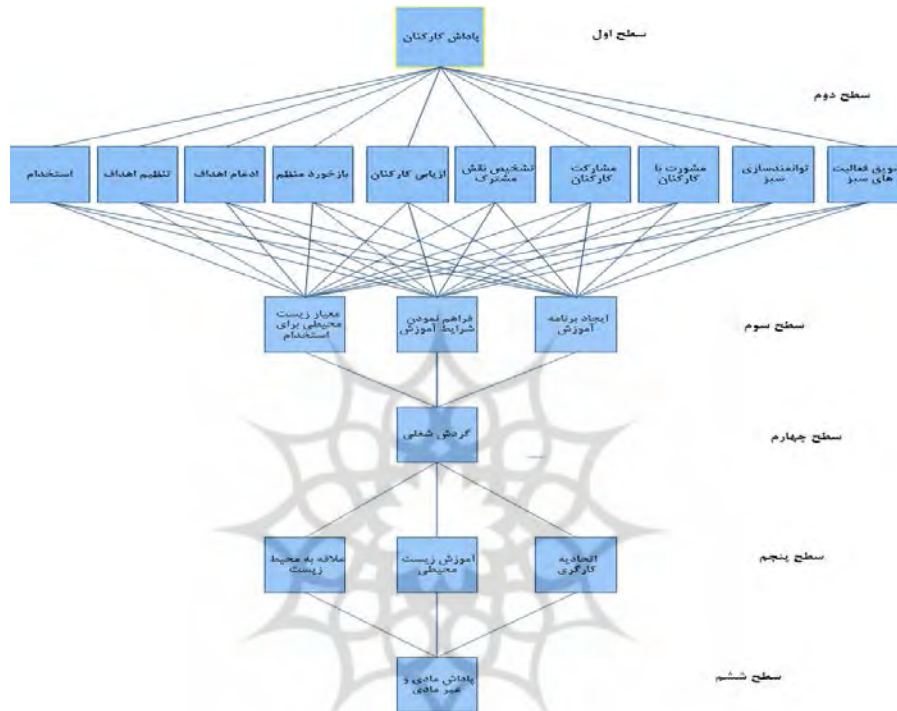 سطح اول
پاداش کارکنان
سطح دوم
استخدام
تنظیم اهداف
ادغام اهداف
بازخورد منظم
ارزیابی کارکنان
تشخیص نقش
مشترک
مشارکت
کارکنان
مشورت با
کارکنان
توانمندسازی
سبز
فعالیت
های سبز
سطح سوم
معیار زیست
محیطی برای
استخدام
فراهم نمودن
شرایط آموزش
ایجاد برنامه
آموزش
سطح چهارم
گردش شغلی
سطح پنجم
علاقه به محیط
زیست
آموزش زیست
محیطی
اتحادیه
کارگری
سطح ششم
پاداش مادی و
غیر مادی